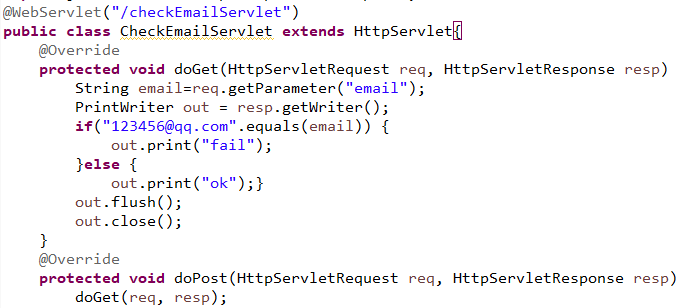 @WebServlet("/checkEmailServlet")
public class CheckEmailServlet extends HttpServlet{
    @Override
    protected void doGet(HttpServletRequest req, HttpServletResponse resp)
        String email=req.getParameter("email");
        PrintWriter out = resp.getWriter();
        if("123456@qq.com".equals(email)) {
            out.print("fail");
        }else {
            out.print("ok");}
        out.flush();
        out.close();
    }
    @Override
    protected void doPost(HttpServletRequest req, HttpServletResponse resp)
        doGet(req, resp);